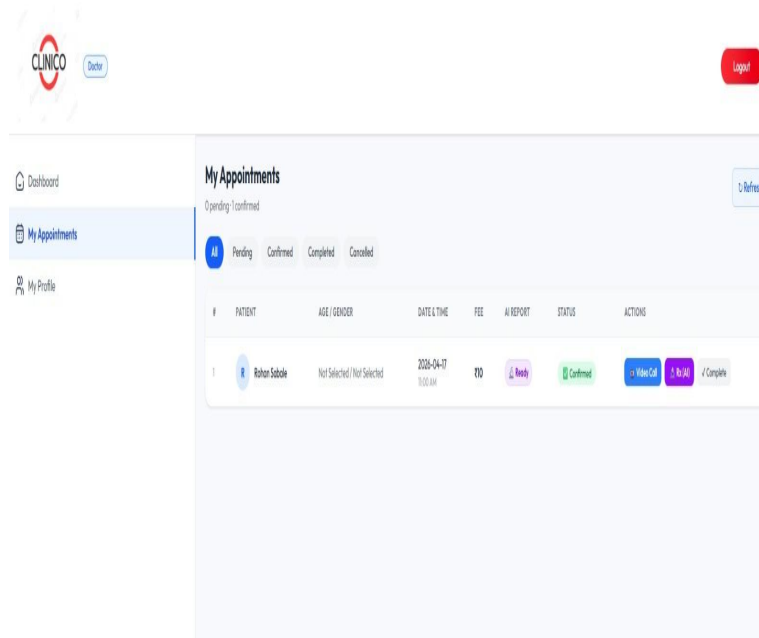 CLINICO
Doctor
Logout
Dashboard
My Appointments
My Profile
My Appointments
0 pending · 1 confirmed
↻ Refres
All Pending Confirmed Completed Cancelled
# PATIENT AGE / GENDER DATE & TIME FEE AI REPORT STATUS ACTIONS
1 R Rohan Sabale Not Selected / Not Selected 2026-04-17 ₹10 Ready Confirmed Video Call Rx (AI) ✓ Complete
11:00 AM